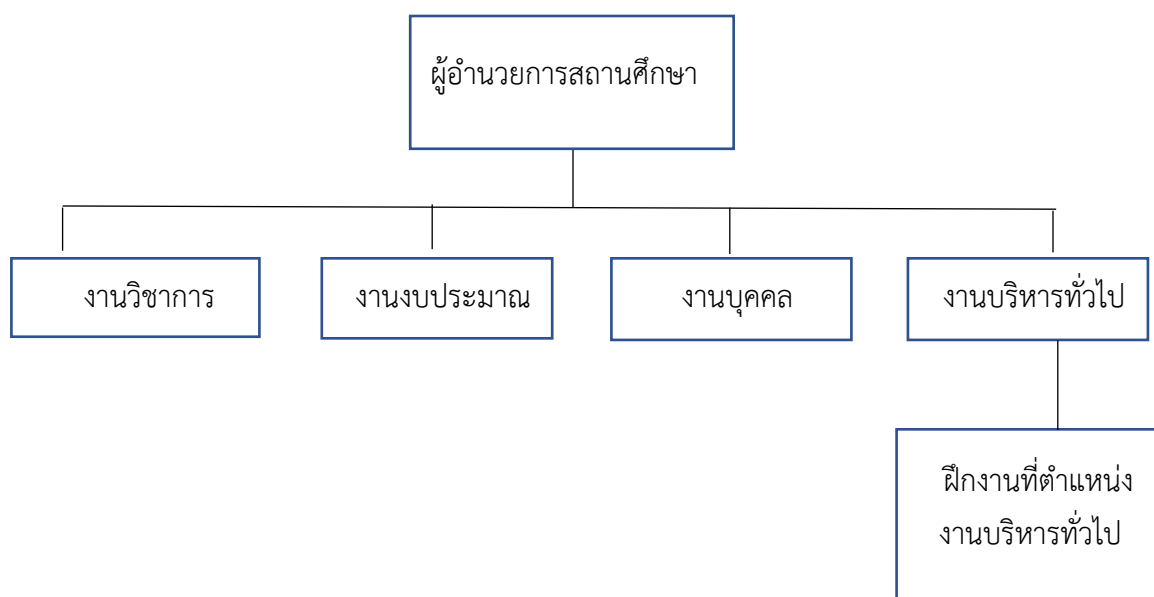 ผู้อำนวยการสถานศึกษา
งานวิชาการ
งานงบประมาณ
งานบุคคล
งานบริหารทั่วไป
ฝึกงานที่ตำแหน่ง
งานบริหารทั่วไป